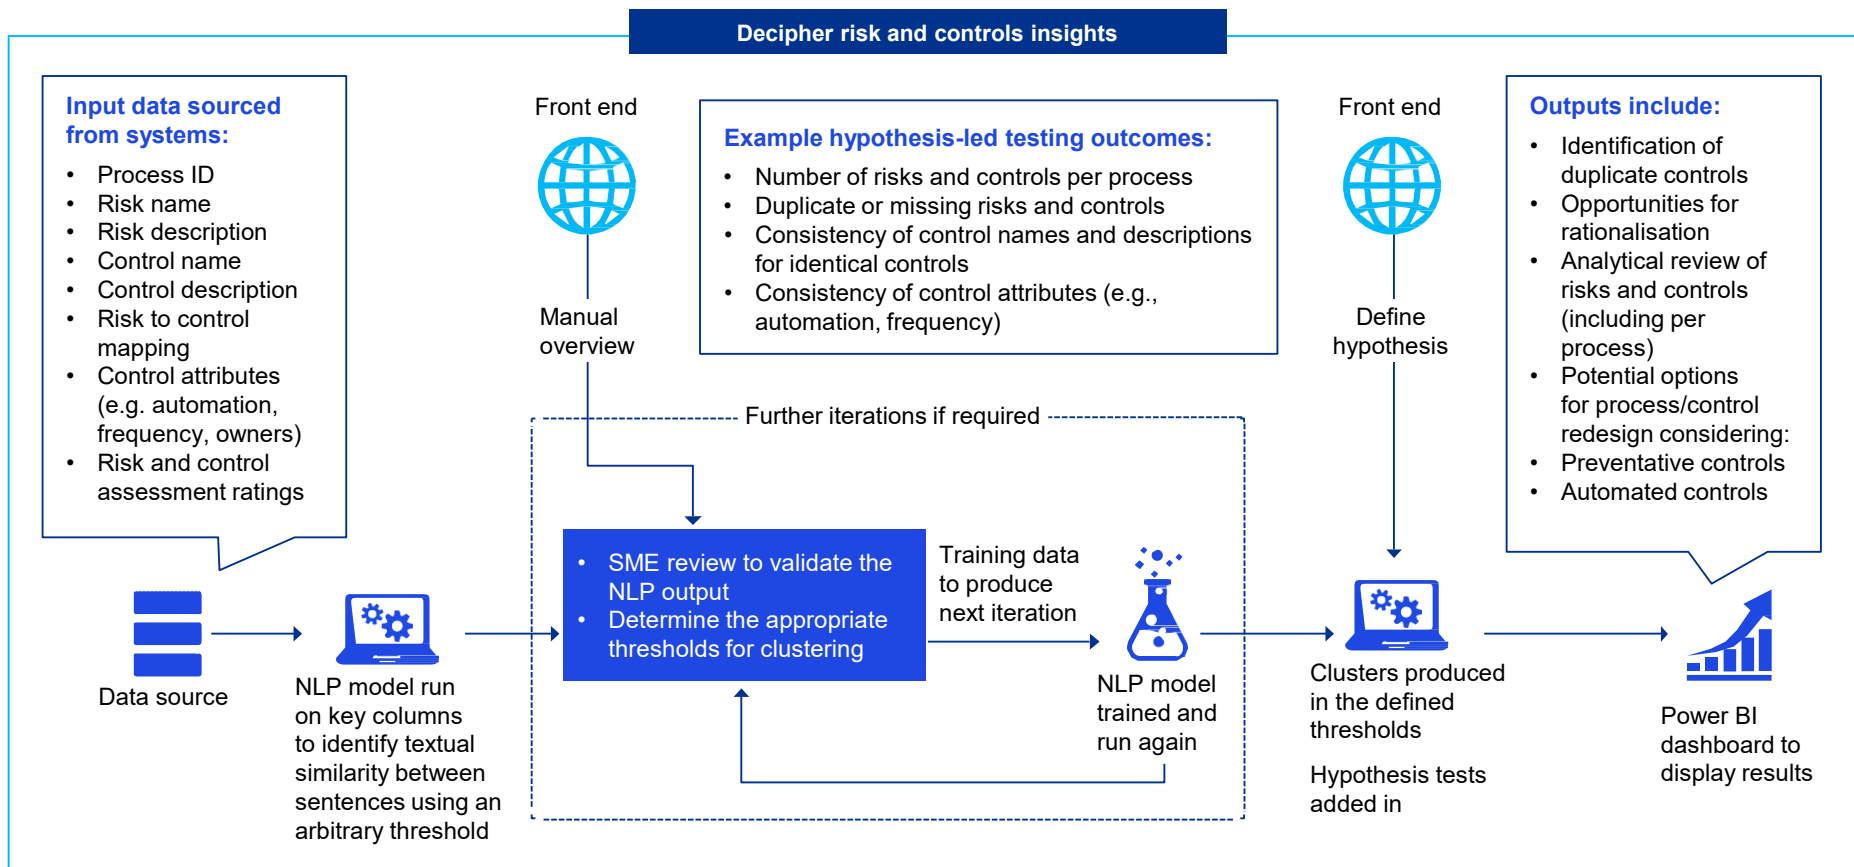 Decipher risk and controls insights
Input data sourced
from systems:
• Process ID
• Risk name
• Risk description
• Control name
• Control description
• Risk to control
mapping
• Control attributes
(e.g. automation,
frequency, owners)
• Risk and control
assessment ratings
Data source
NLP model run
on key columns
to identify textual
similarity between
sentences using an
arbitrary threshold
Front end
Manual
overview
Example hypothesis-led testing outcomes:
• Number of risks and controls per process
• Duplicate or missing risks and controls
• Consistency of control names and descriptions
for identical controls
• Consistency of control attributes (e.g.,
automation, frequency)
Further iterations if required
• SME review to validate the
NLP output
• Determine the appropriate
thresholds for clustering
Training data
to produce
next iteration
NLP model
trained and
run again
Front end
Define
hypothesis
Clusters produced
in the defined
thresholds
Hypothesis tests
added in
Outputs include:
• Identification of
duplicate controls
• Opportunities for
rationalisation
• Analytical review of
risks and controls
(including per
process)
• Potential options
for process/control
redesign considering:
• Preventative controls
• Automated controls
Power BI
dashboard to
display results